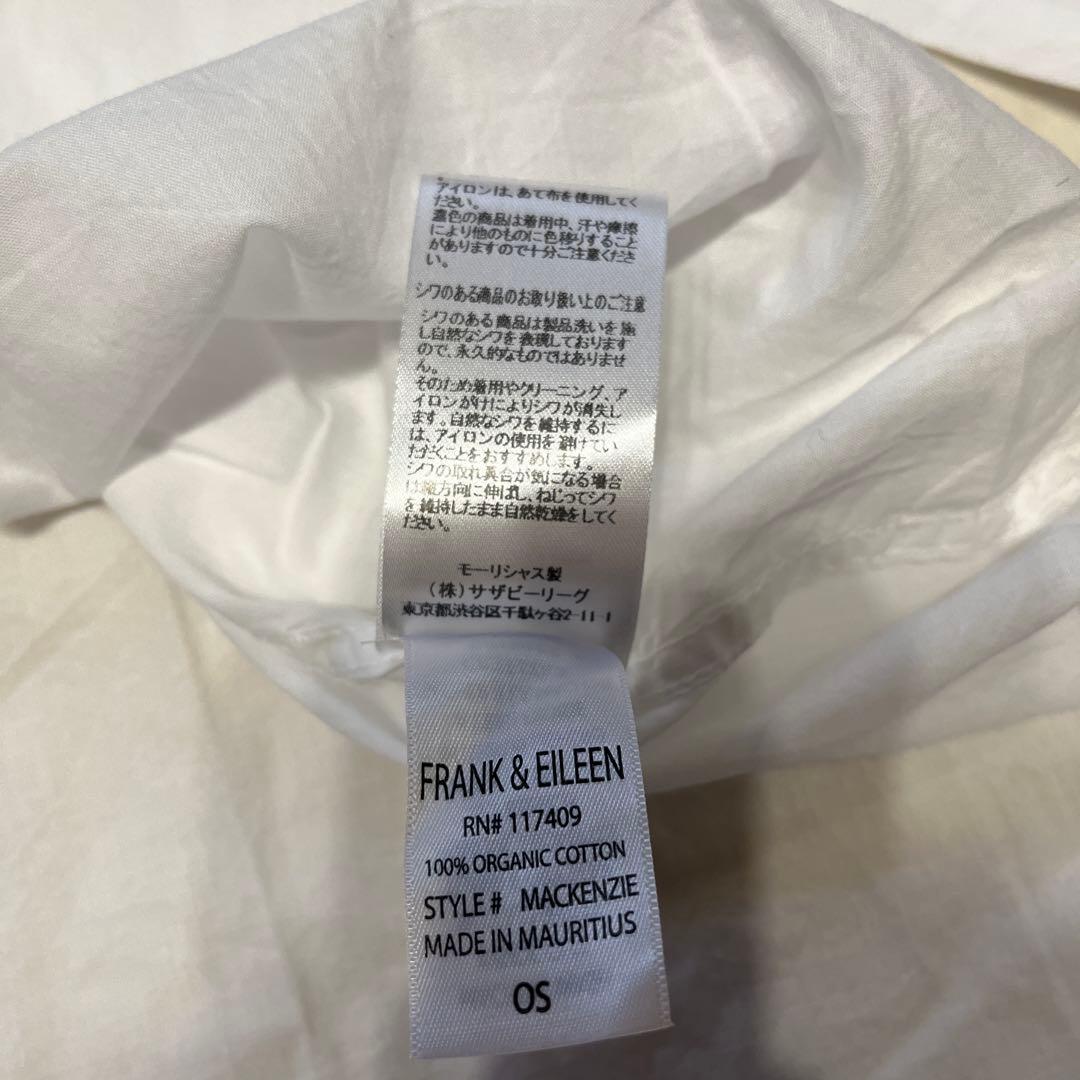 アイロンは、あて布を使用してく
ださい。
濃色の商品は着用中、汗や摩擦
により他のものに色移りすること
がありますので十分ご注意くださ
い。
シワのある商品のお取り扱い上のご注意
シワのある商品は製品洗いを施
し自然なシワを表現しております
ので、永久的なものではありませ
ん。
そのため着用やクリーニング、ア
イロンがけによりシワが消失し
ます。自然なシワを維持するに
は、アイロンの使用を避けてい
ただくことをおすすめします。
シワの取れ具合が気になる場合
は縦方向に伸ばし、ねじってシワ
を維持したまま自然乾燥をしてく
ださい。
モーリシャス製
(株)サザビーリーグ
東京都渋谷区千駄ヶ谷2-11-1
FRANK & EILEEN
RN# 117409
100% ORGANIC COTTON
STYLE # MACKENZIE
MADE IN MAURITIUS
OS